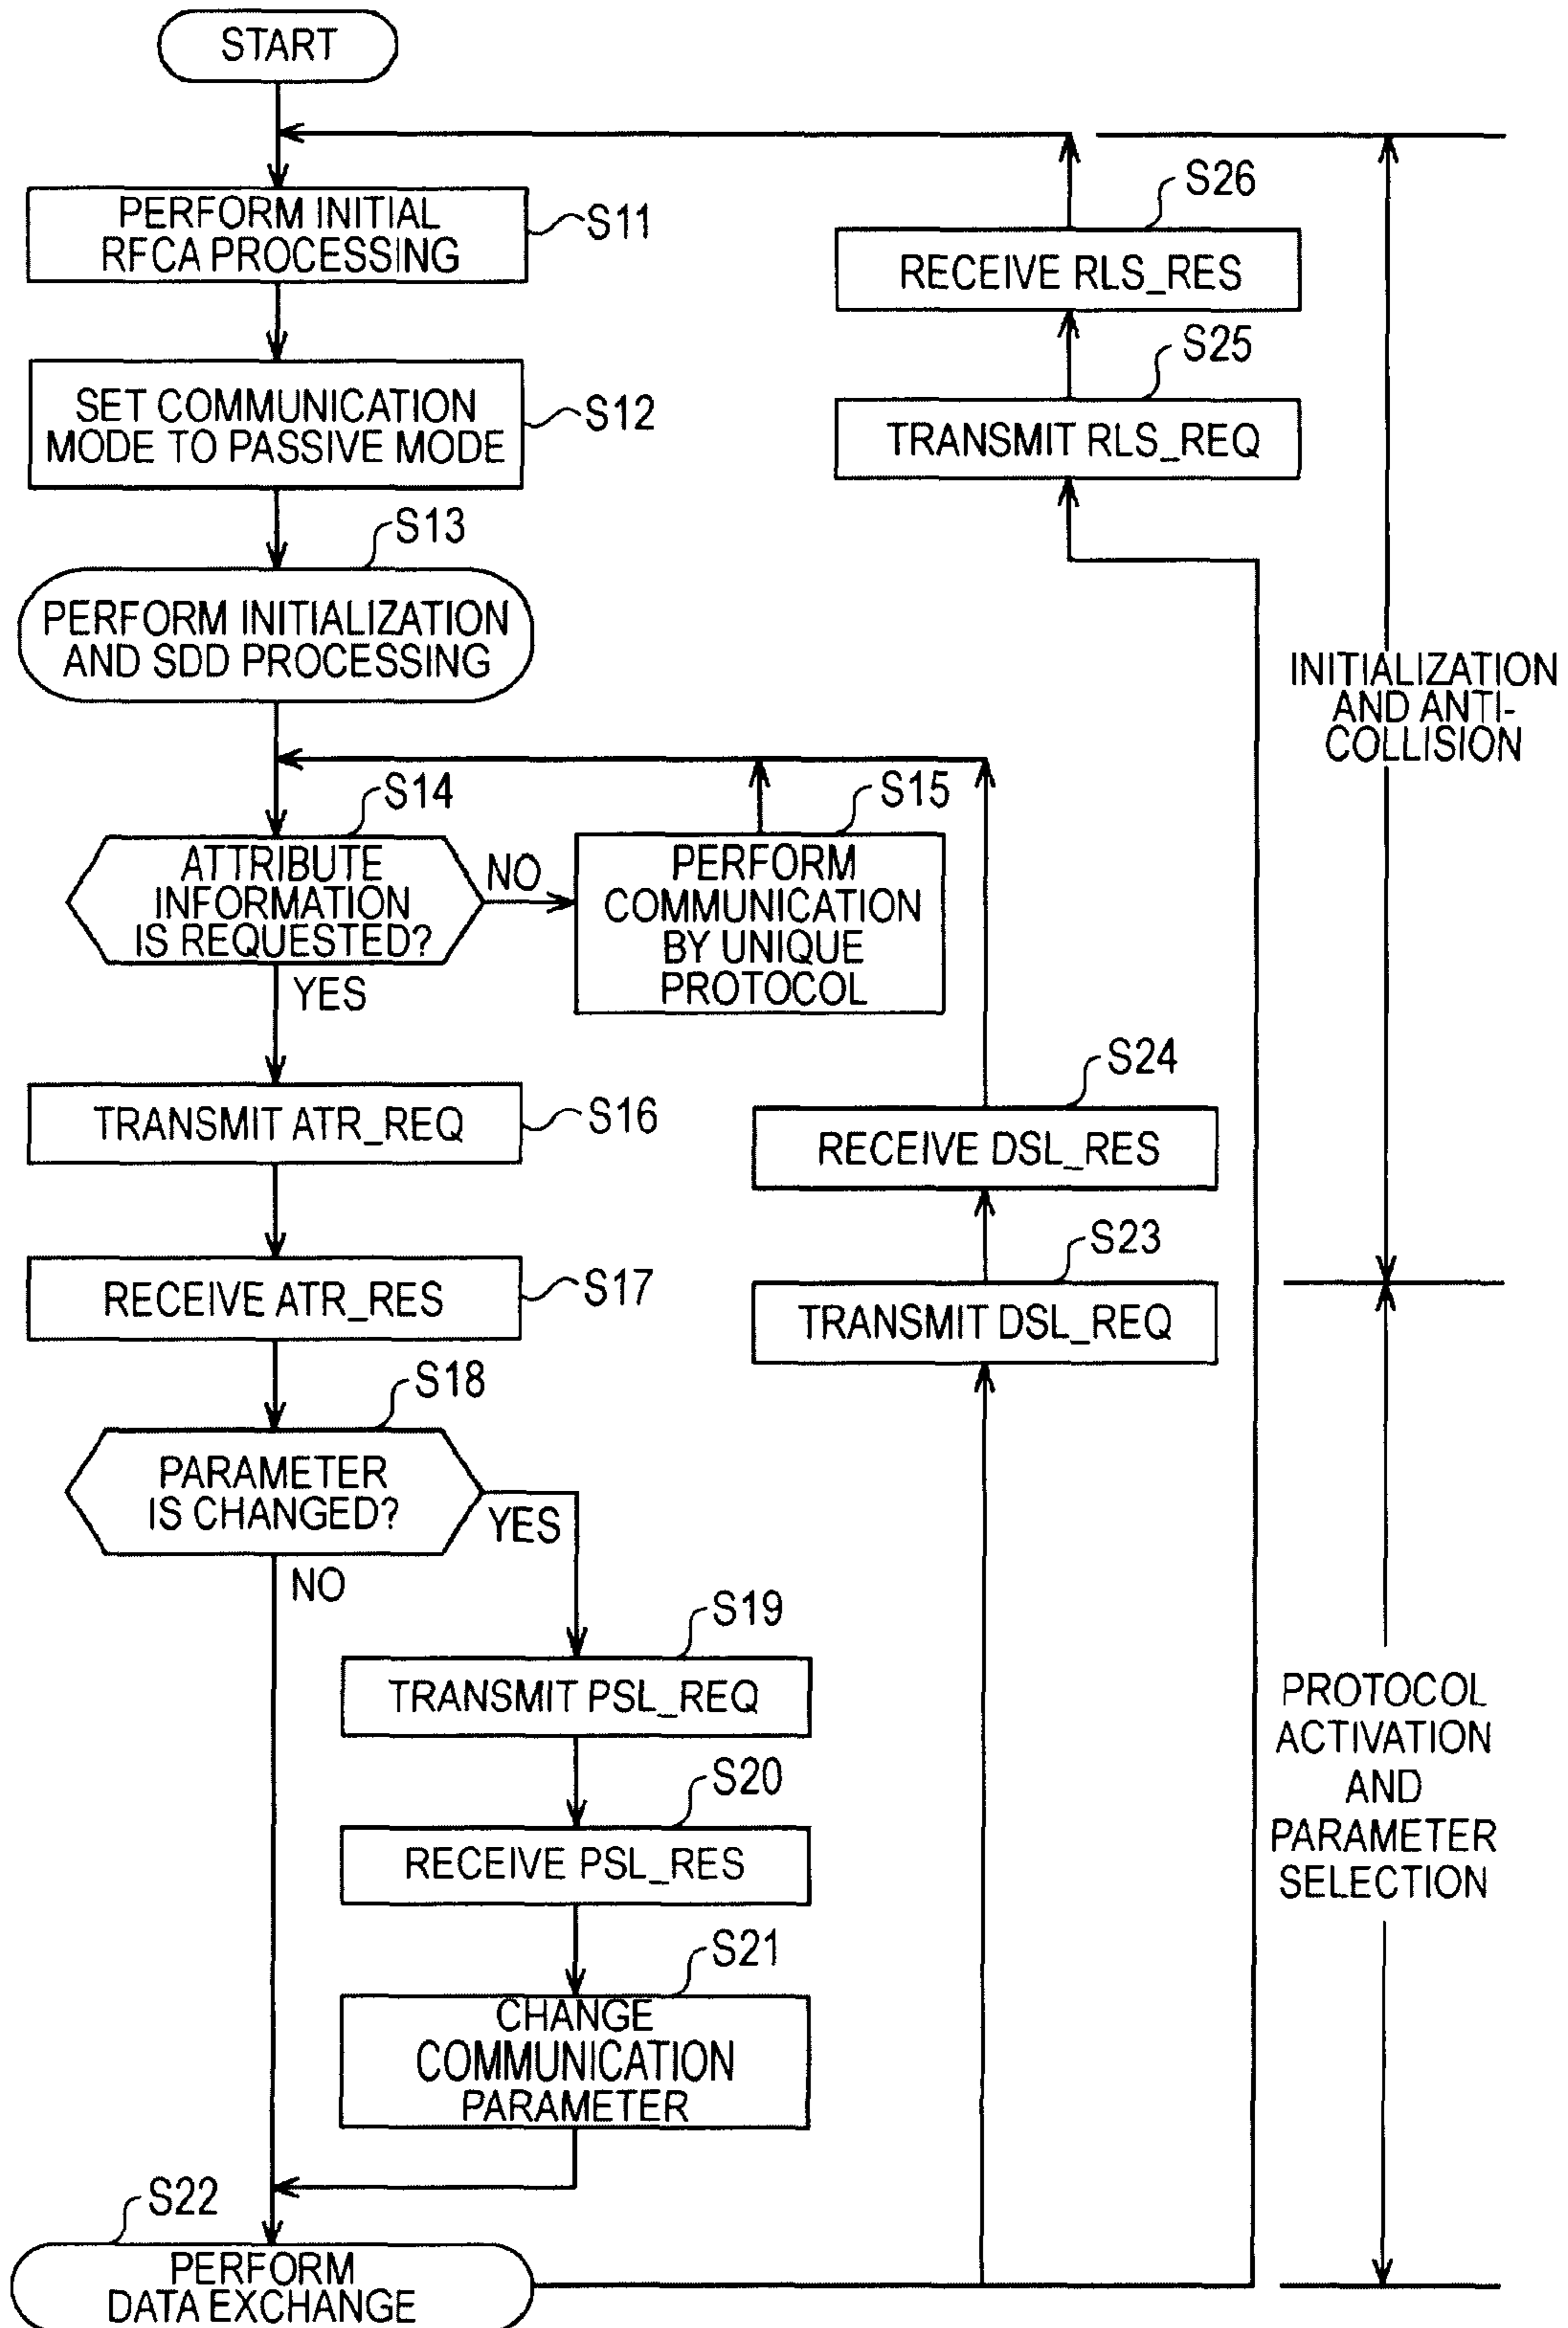 START
PERFORM INITIAL
RFCA PROCESSING
S11
SET COMMUNICATION
MODE TO PASSIVE MODE
S12
S13
PERFORM INITIALIZATION
AND SDD PROCESSING
S14
ATTRIBUTE
INFORMATION
IS REQUESTED?
NO
YES
S15
PERFORM
COMMUNICATION
BY UNIQUE
PROTOCOL
TRANSMIT ATR_REQ
S16
RECEIVE ATR_RES
S17
S18
PARAMETER
IS CHANGED?
YES
NO
S19
TRANSMIT PSL_REQ
S20
RECEIVE PSL_RES
S21
CHANGE
COMMUNICATION
PARAMETER
S22
PERFORM
DATA EXCHANGE
S26
RECEIVE RLS_RES
S25
TRANSMIT RLS_REQ
S24
RECEIVE DSL_RES
S23
TRANSMIT DSL_REQ
INITIALIZATION
AND ANTI-
COLLISION
PROTOCOL
ACTIVATION
AND
PARAMETER
SELECTION